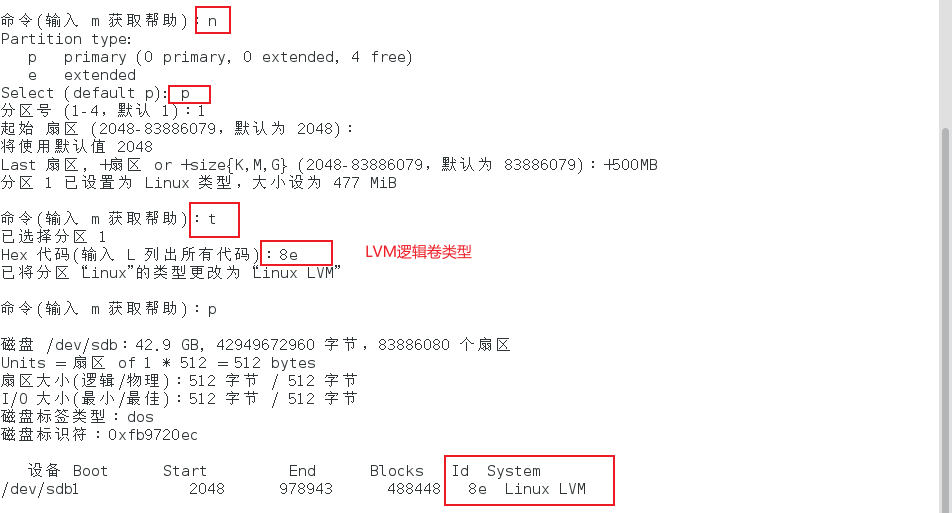 命令(输入 m 获取帮助)：n
Partition type:
   p   primary (0 primary, 0 extended, 4 free)
   e   extended
Select (default p): p
分区号 (1-4，默认 1)：1
起始 扇区 (2048-83886079，默认为 2048)：
将使用默认值 2048
Last 扇区, +扇区 or +size{K,M,G} (2048-83886079，默认为 83886079)：+500MB
分区 1 已设置为 Linux 类型，大小设为 477 MiB
命令(输入 m 获取帮助)：t
已选择分区 1
Hex 代码(输入 L 列出所有代码)：8e LVM逻辑卷类型
已将分区“Linux”的类型更改为“Linux LVM”
命令(输入 m 获取帮助)：p
磁盘 /dev/sdb：42.9 GB, 42949672960 字节，83886080 个扇区
Units = 扇区 of 1 * 512 = 512 bytes
扇区大小(逻辑/物理)：512 字节 / 512 字节
I/O 大小(最小/最佳)：512 字节 / 512 字节
磁盘标签类型：dos
磁盘标识符：0xfb9720ec
   设备 Boot      Start         End      Blocks   Id  System
/dev/sdb1            2048      978943      488448   8e  Linux LVM